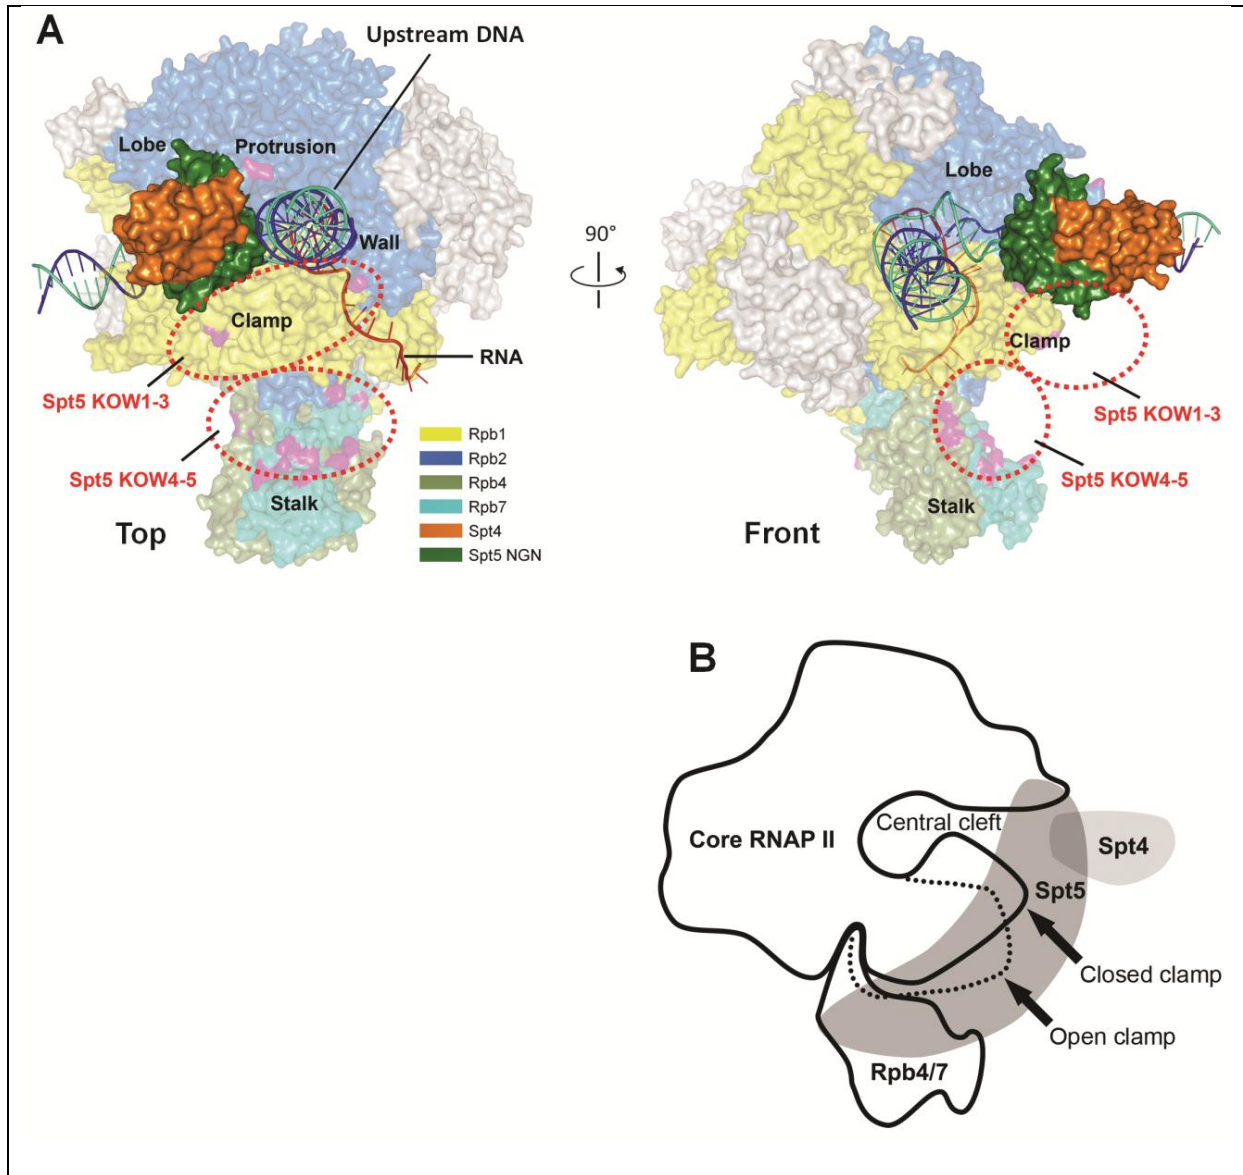 A
Upstream DNA
Lobe
Protrusion
Wall
Clamp
RNA
Spt5 KOW1-3
Spt5 KOW4-5
Stalk
Top
Rpb1
Rpb2
Rpb4
Rpb7
Spt4
Spt5 NGN
90°
Lobe
Clamp
Spt5 KOW1-3
Spt5 KOW4-5
Stalk
Front
B
Central cleft
Core RNAP II
Spt4
Spt5
Closed clamp
Open clamp
Rpb4/7